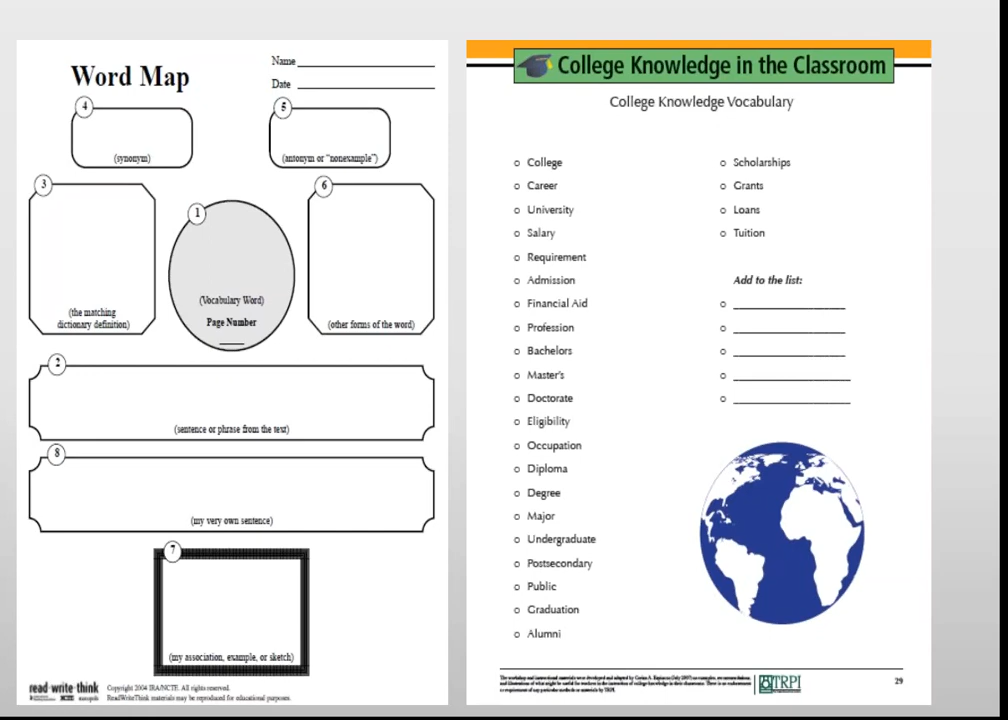 Word Map
Name
Date
4
(synonym)
5
(antonym or "nonexample")
3
(the matching
dictionary definition)
1
(Vocabulary Word)
Page Number
6
(other forms of the word)
2
(sentence or phrase from the text)
8
(my very own sentence)
7
(my association, example, or sketch)
read·write·think
Copyright 2004 IRA/NCTE. All rights reserved.
ReadWriteThink materials may be reproduced for educational purposes.
College Knowledge in the Classroom
College Knowledge Vocabulary
College
Career
University
Salary
Requirement
Admission
Financial Aid
Profession
Bachelors
Master's
Doctorate
Eligibility
Occupation
Diploma
Degree
Major
Undergraduate
Postsecondary
Public
Graduation
Alumni
Scholarships
Grants
Loans
Tuition
Add to the list:
TRPI
29